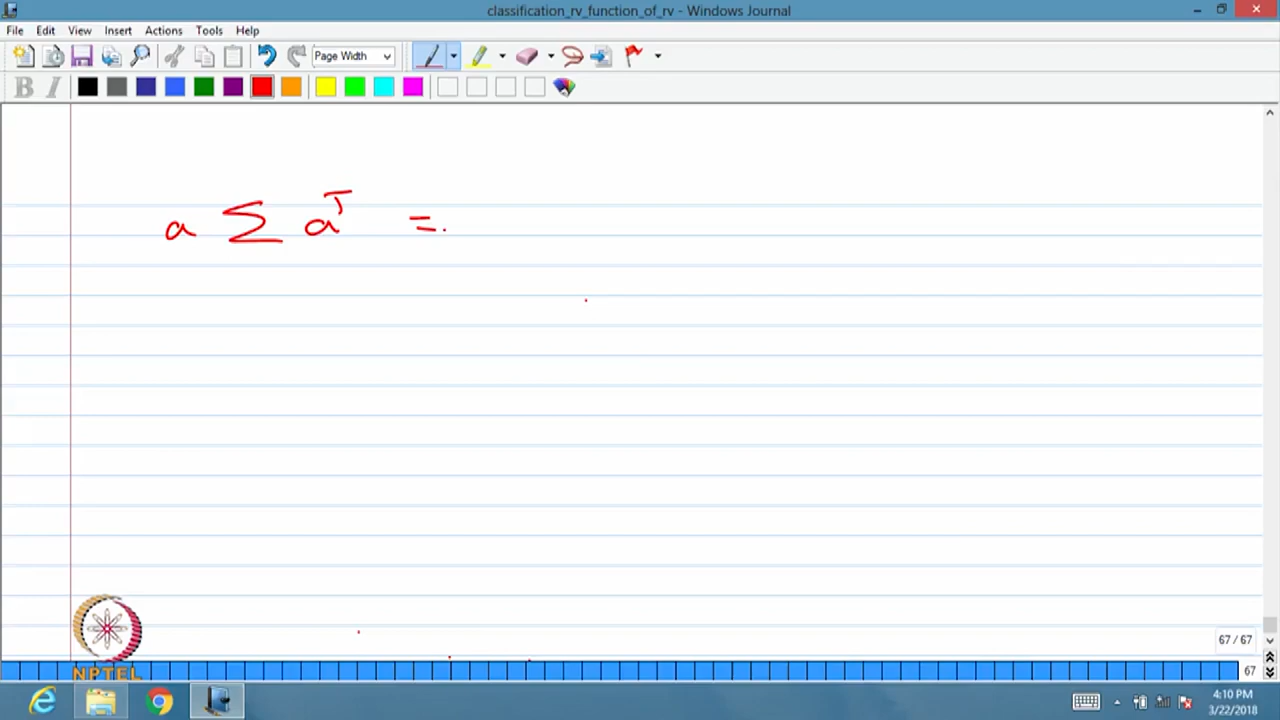 classification_rv_function_of_rv - Windows Journal
File Edit View Insert Actions Tools Help
Page Width
B I
a Σ a^T =
67 / 67
NPTEL
67
4:10 PM
3/22/2018